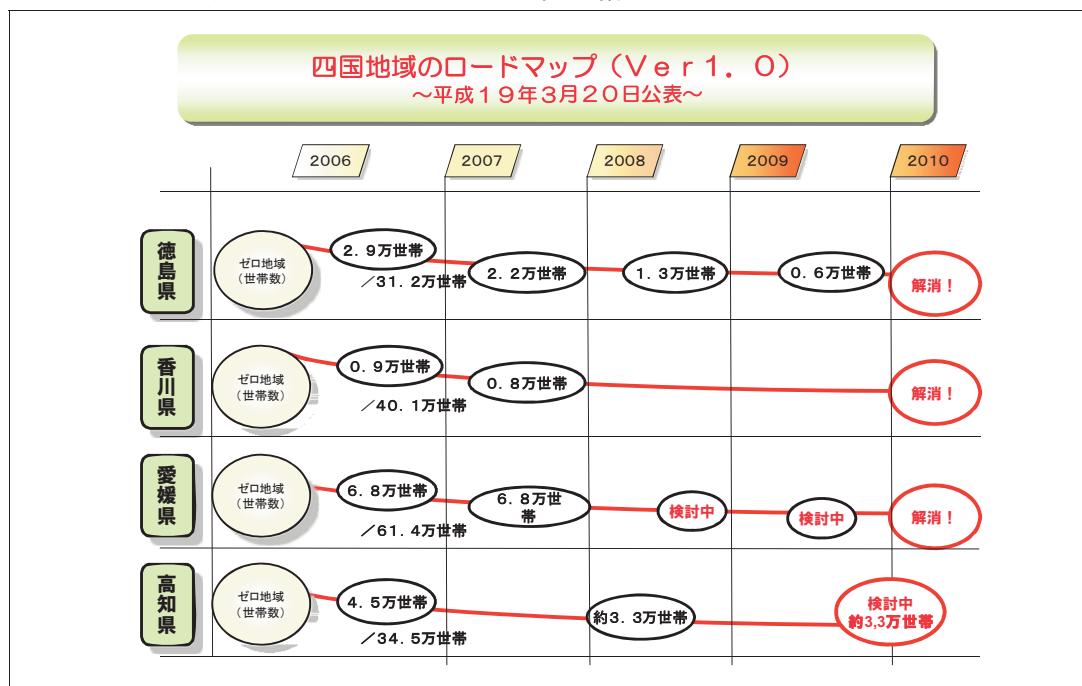 四国地域のロードマップ（Ｖｅｒ１．０）
～平成１９年３月２０日公表～
2006
2007
2008
2009
2010
徳島県
ゼロ地域
（世帯数）
２．９万世帯
／３１．２万世帯
２．２万世帯
１．３万世帯
０．６万世帯
解消！
香川県
ゼロ地域
（世帯数）
０．９万世帯
／４０．１万世帯
０．８万世帯
解消！
愛媛県
ゼロ地域
（世帯数）
６．８万世帯
／６１．４万世帯
６．８万世
帯
検討中
検討中
解消！
高知県
ゼロ地域
（世帯数）
４．５万世帯
／３４．５万世帯
約３．３万世帯
検討中
約3,3万世帯